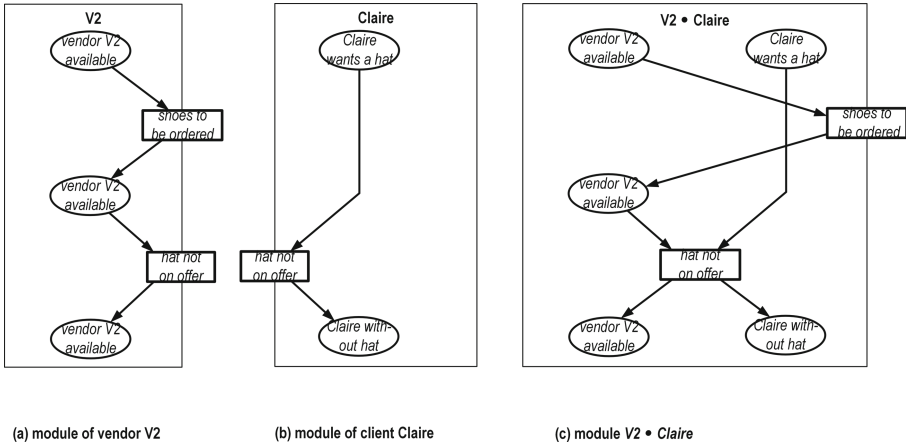 V2
vendor V2
available
shoes to
be ordered
vendor V2
available
hat not
on offer
vendor V2
available
(a) module of vendor V2
Claire
Claire
wants a hat
hat not
on offer
Claire with-
out hat
(b) module of client Claire
V2 • Claire
vendor V2
available
Claire
wants a hat
shoes to
be ordered
vendor V2
available
hat not
on offer
vendor V2
available
Claire with-
out hat
(c) module V2 • Claire